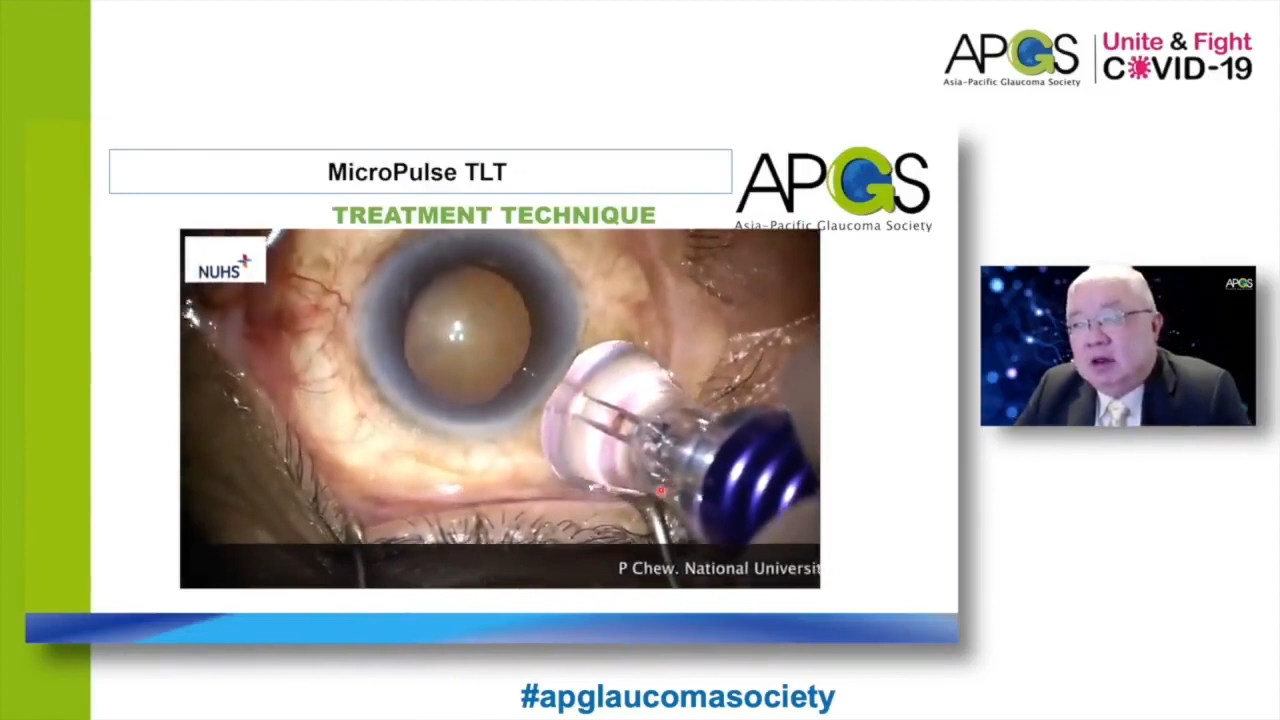 APGS
Asia-Pacific Glaucoma Society
Unite & Fight
COVID-19
MicroPulse TLT
APGS
Asia-Pacific Glaucoma Society
TREATMENT TECHNIQUE
NUHS
APGS
P Chew. National Universit
#apglaucomasociety